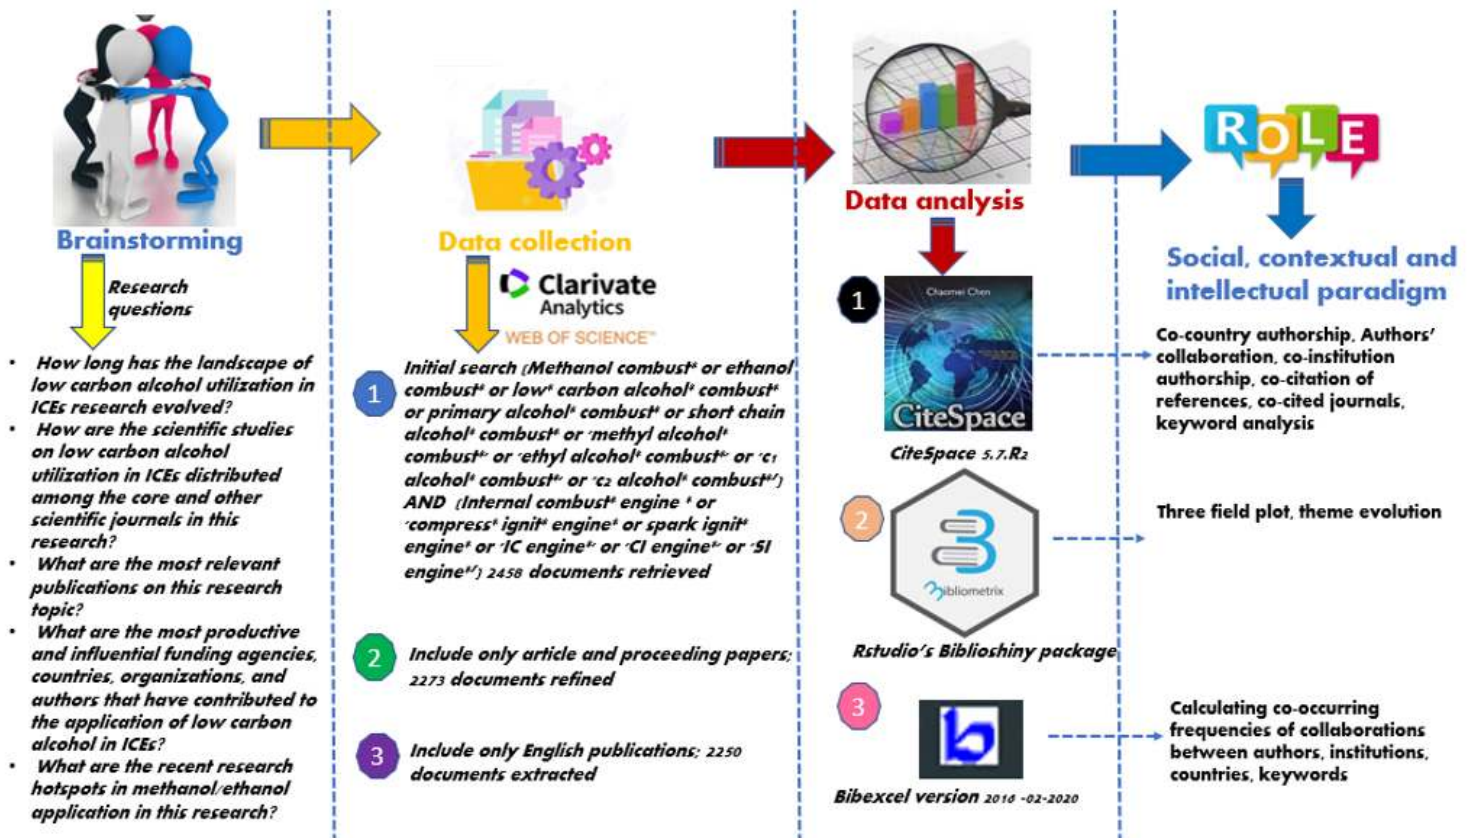 Brainstorming
Research
questions
• How long has the landscape of
low carbon alcohol utilization in
ICEs research evolved?
• How are the scientific studies
on low carbon alcohol
utilization in ICEs distributed
among the core and other
scientific journals in this
research?
• What are the most relevant
publications on this research
topic?
• What are the most productive
and influential funding agencies,
countries, organizations, and
authors that have contributed to
the application of low carbon
alcohol in ICEs?
• What are the recent research
hotspots in methanol/ethanol
application in this research?
Data collection
Clarivate
Analytics
WEB OF SCIENCE™
1
Initial search (Methanol combust* or ethanol
combust* or low* carbon alcohol* combust*
or primary alcohol* combust* or short chain
alcohol* combust* or "methyl alcohol*
combust*" or "ethyl alcohol* combust*" or "c1
alcohol* combust*" or "c2 alcohol* combust*")
AND (Internal combust* engine * or
"compress* ignit* engine* or spark ignit*
engine* or "IC engine*" or "CI engine*" or "SI
engine*") 2458 documents retrieved
2
Include only article and proceeding papers;
2273 documents refined
3
Include only English publications; 2250
documents extracted
Data analysis
1
Chaomei Chen
CiteSpace
CiteSpace 5.7.R2
2
Bibliometrix
Rstudio's Biblioshiny package
3
b
Bibexcel version 2016 -02-2020
ROLE
Social, contextual and
intellectual paradigm
Co-country authorship, Authors'
collaboration, co-institution
authorship, co-citation of
references, co-cited journals,
keyword analysis
Three field plot, theme evolution
Calculating co-occurring
frequencies of collaborations
between authors, institutions,
countries, keywords